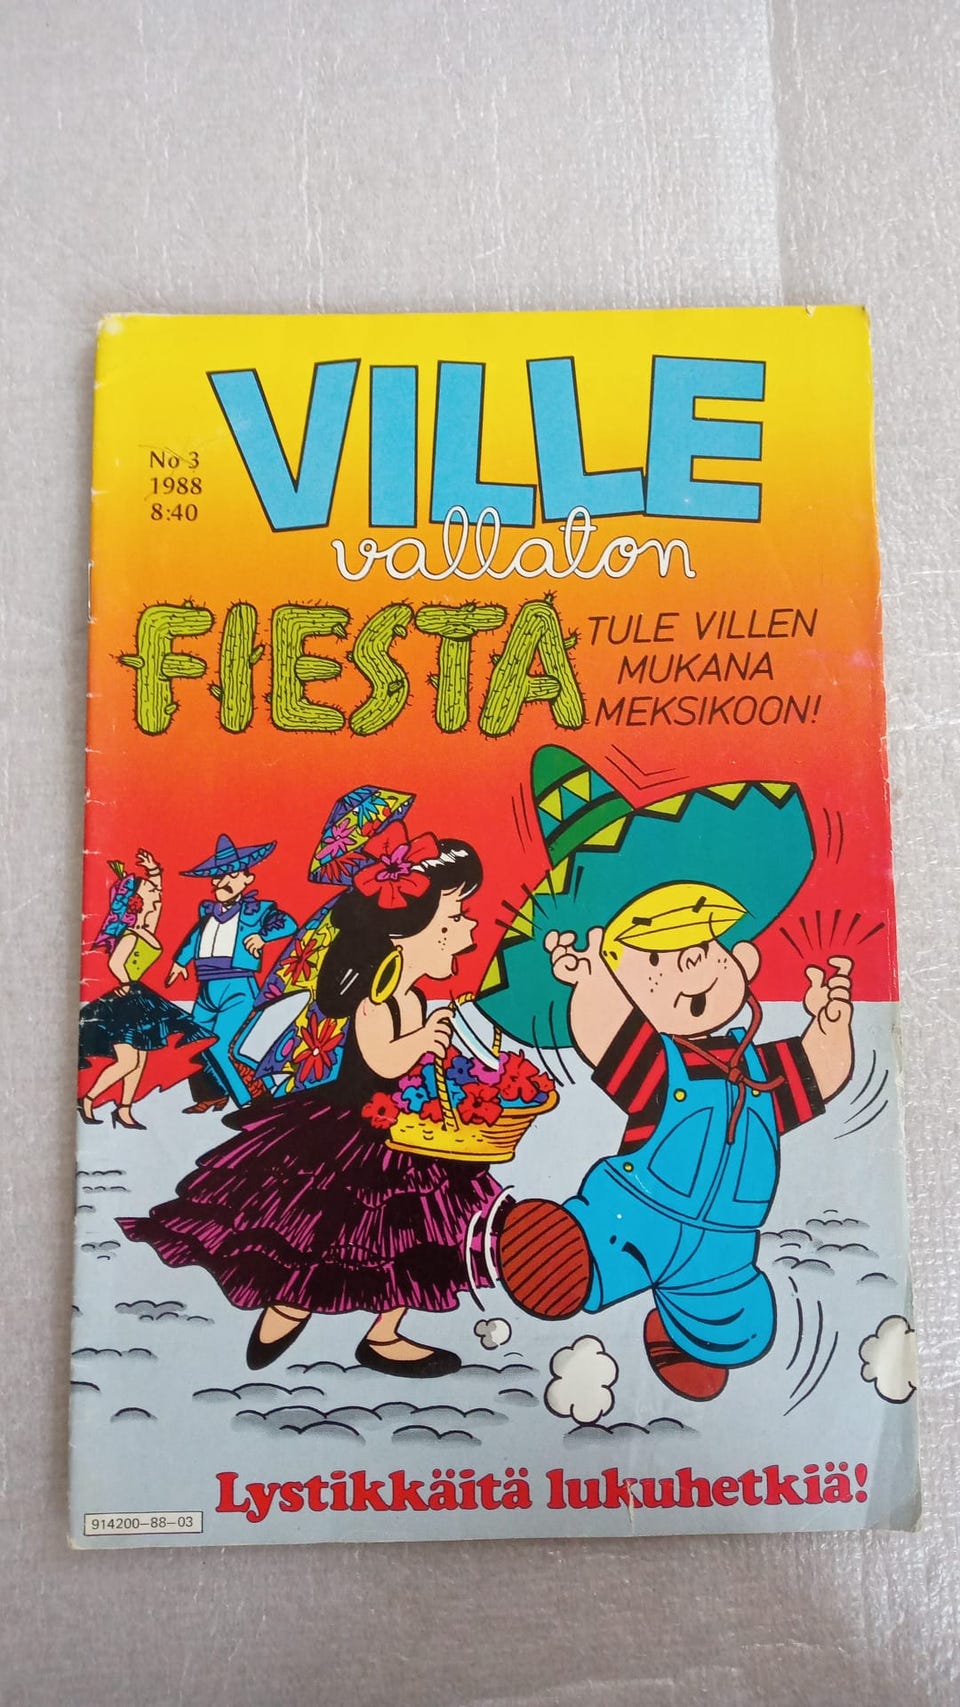 No 3
1988
8:40
VILLE
vallaton
FIESTA
TULE VILLEN
MUKANA
MEKSIKOON!
Lystikkäitä lukuhetkiä!
914200-88-03